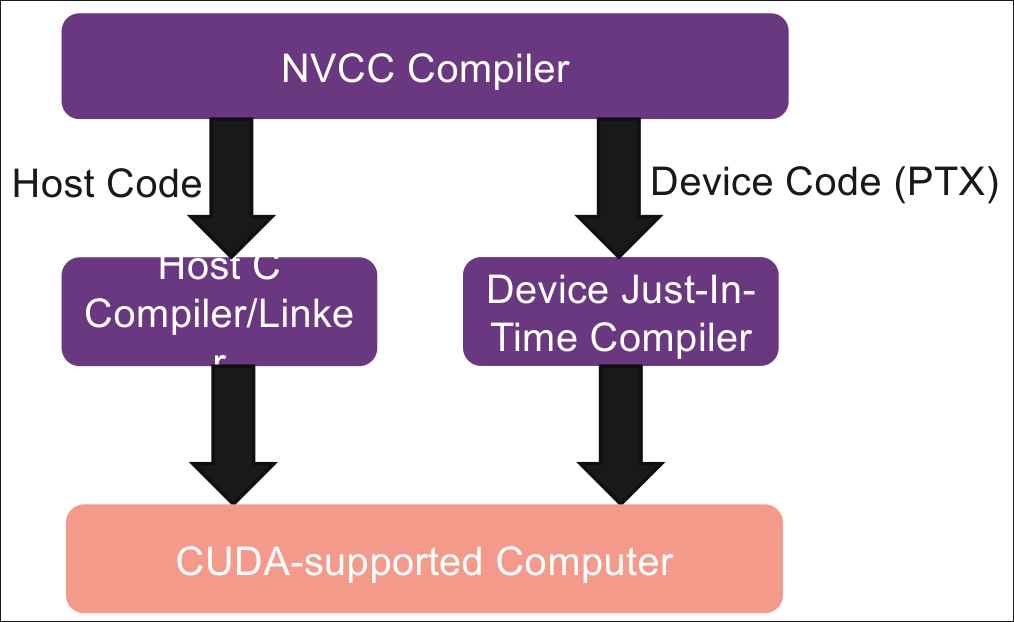 NVCC Compiler
Host Code
Device Code (PTX)
Host C
Compiler/Linke
r
Device Just-In-
Time Compiler
CUDA-supported Computer